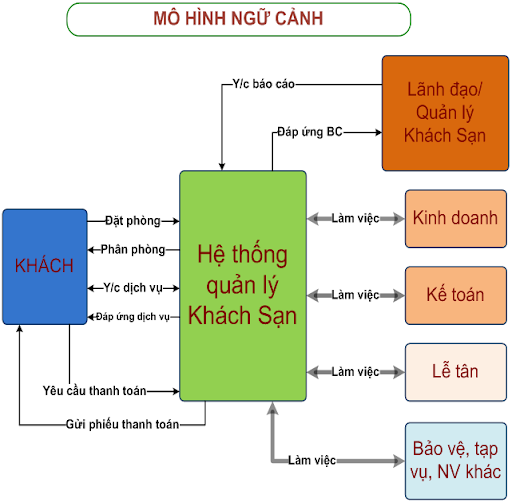 MÔ HÌNH NGỮ CẢNH
Y/c báo cáo
Lãnh đạo/
Quản lý
Khách Sạn
Đáp ứng BC
KHÁCH
Đặt phòng
Phân phòng
Y/c dịch vụ
Đáp ứng dịch vụ
Yêu cầu thanh toán
Gửi phiếu thanh toán
Hệ thống
quản lý
Khách Sạn
Làm việc
Kinh doanh
Làm việc
Kế toán
Làm việc
Lễ tân
Làm việc
Bảo vệ, tạp
vụ, NV khác